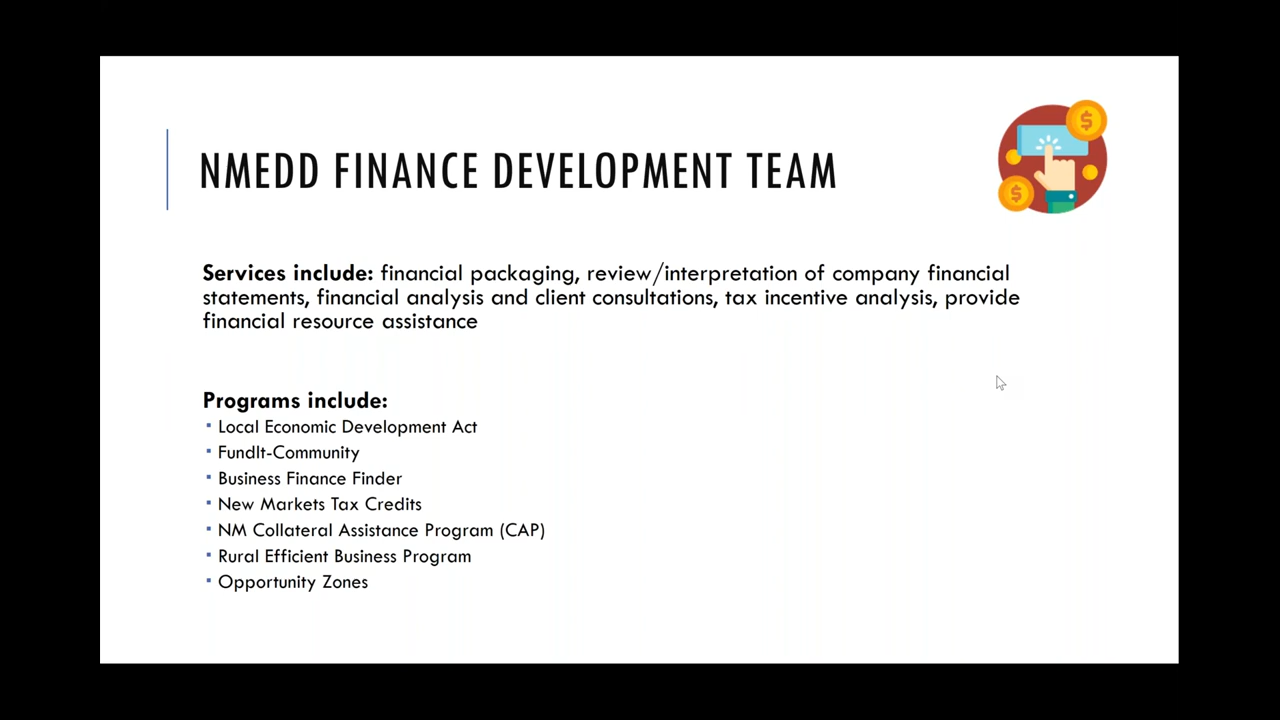 NMEDD FINANCE DEVELOPMENT TEAM
Services include: financial packaging, review/interpretation of company financial
statements, financial analysis and client consultations, tax incentive analysis, provide
financial resource assistance
Programs include:
▪ Local Economic Development Act
▪ FundIt-Community
▪ Business Finance Finder
▪ New Markets Tax Credits
▪ NM Collateral Assistance Program (CAP)
▪ Rural Efficient Business Program
▪ Opportunity Zones
$
$